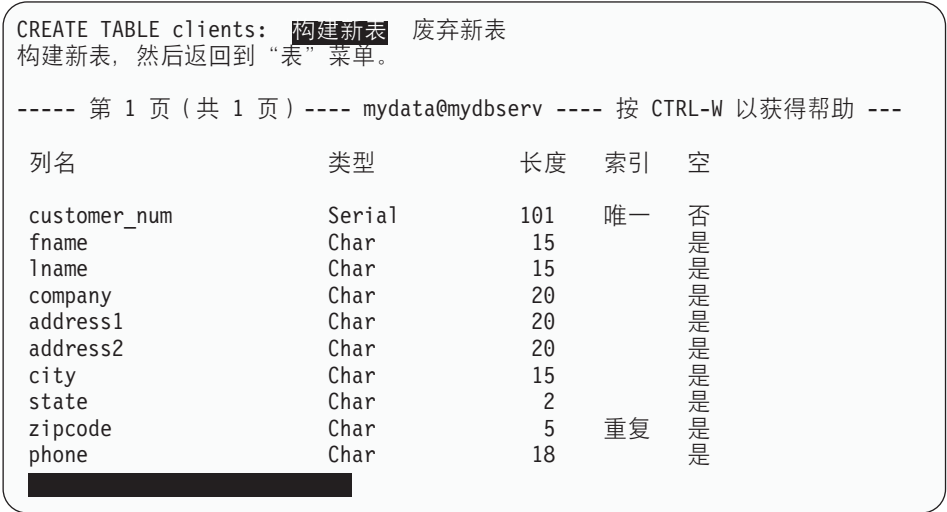 CREATE TABLE clients: 构建新表 废弃新表
构建新表, 然后返回到“表”菜单。
----- 第 1 页 (共 1 页) ---- mydata@mydbserv ---- 按 CTRL-W 以获得帮助 ---
列名 类型 长度 索引 空
customer_num Serial 101 唯一 否
fname Char 15 是
lname Char 15 是
company Char 20 是
address1 Char 20 是
address2 Char 20 是
city Char 15 是
state Char 2 是
zipcode Char 5 重复 是
phone Char 18 是